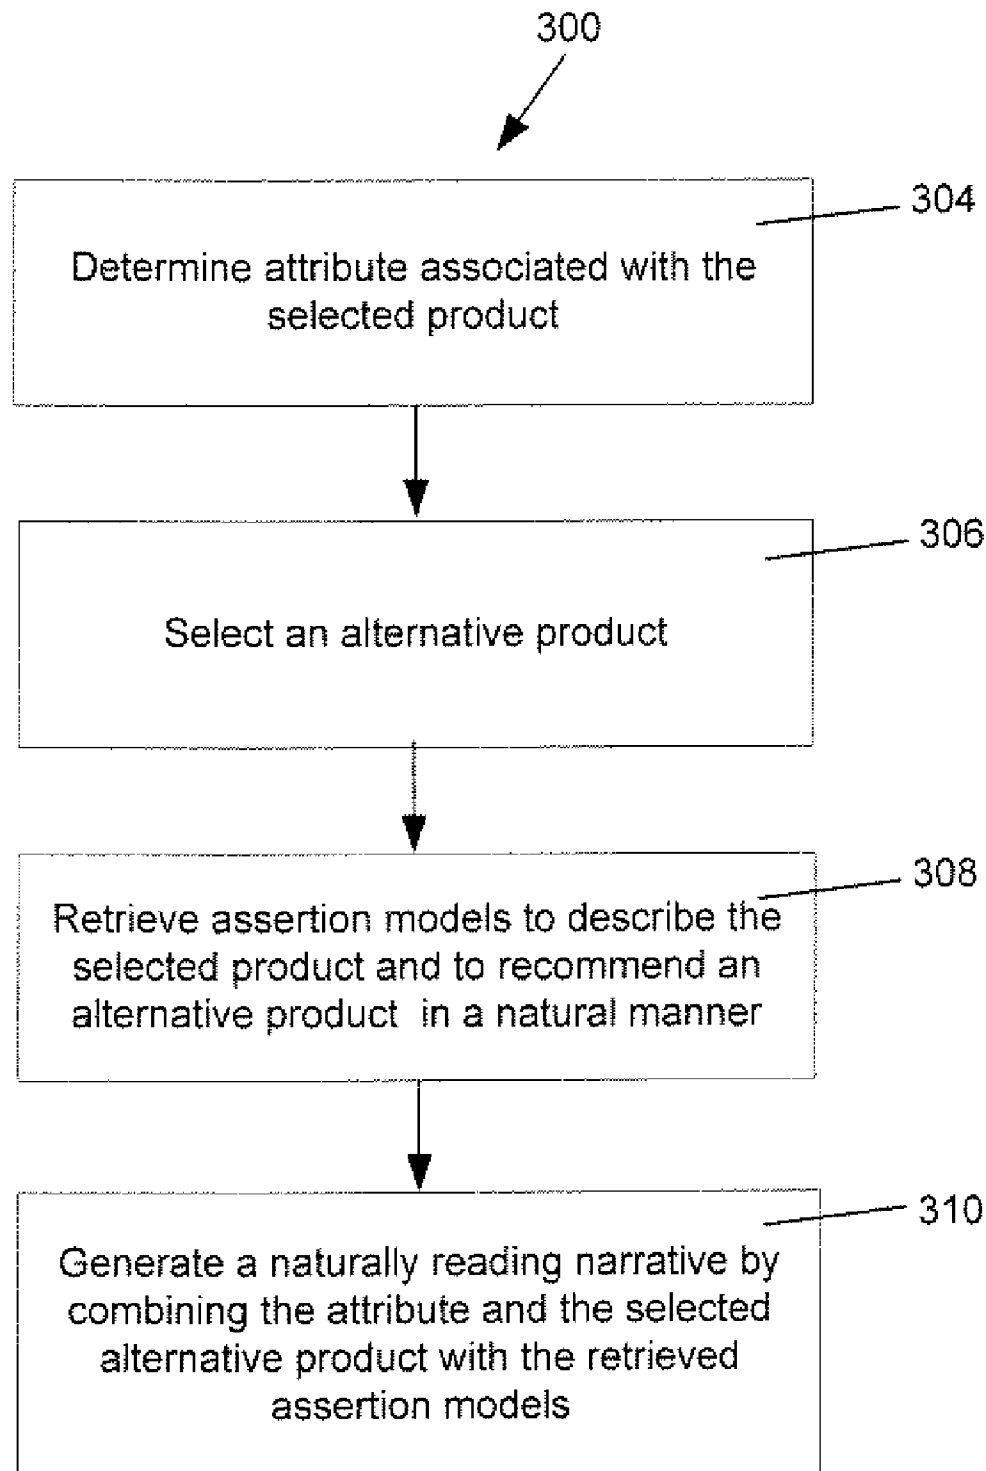 300
304
Determine attribute associated with the
selected product
306
Select an alternative product
308
Retrieve assertion models to describe the
selected product and to recommend an
alternative product in a natural manner
310
Generate a naturally reading narrative by
combining the attribute and the selected
alternative product with the retrieved
assertion models